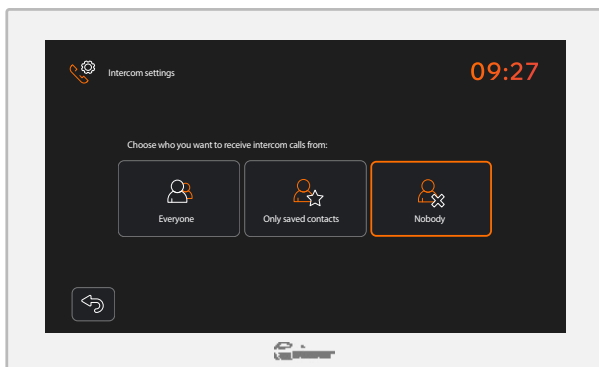 Intercom settings
09:27
Choose who you want to receive intercom calls from:
Everyone
Only saved contacts
Nobody